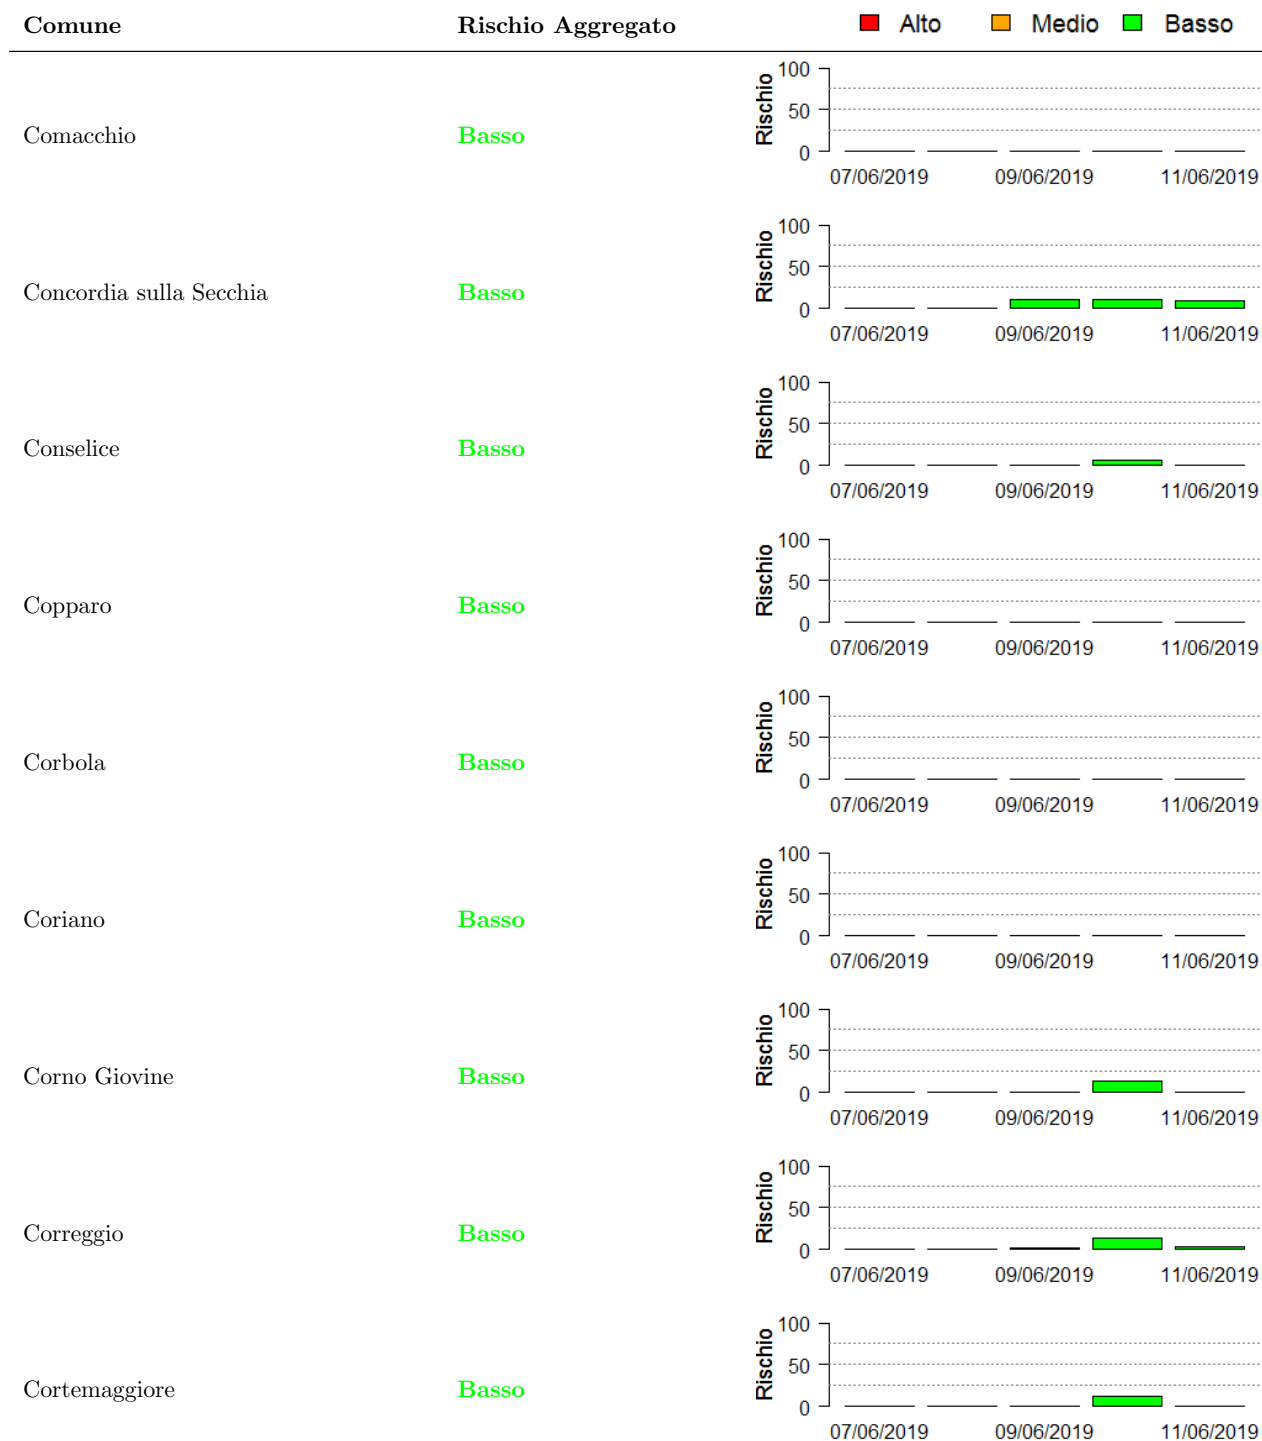 Comune Rischio Aggregato Alto Medio Basso
100
50
0
Rischio
Comacchio Basso
07/06/2019 09/06/2019 11/06/2019
100
50
0
Rischio
Concordia sulla Secchia Basso
07/06/2019 09/06/2019 11/06/2019
100
50
0
Rischio
Conselice Basso
07/06/2019 09/06/2019 11/06/2019
100
50
0
Rischio
Copparo Basso
07/06/2019 09/06/2019 11/06/2019
100
50
0
Rischio
Corbola Basso
07/06/2019 09/06/2019 11/06/2019
100
50
0
Rischio
Coriano Basso
07/06/2019 09/06/2019 11/06/2019
100
50
0
Rischio
Corno Giovine Basso
07/06/2019 09/06/2019 11/06/2019
100
50
0
Rischio
Correggio Basso
07/06/2019 09/06/2019 11/06/2019
100
50
0
Rischio
Cortemaggiore Basso
07/06/2019 09/06/2019 11/06/2019